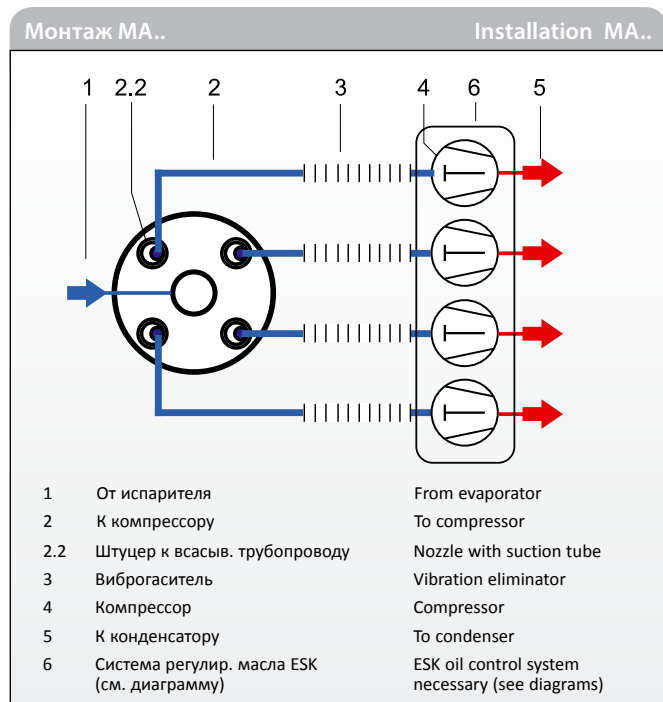 Монтаж MA.. Installation MA..
1 2.2 2 3 4 6 5
1 От испарителя From evaporator
2 К компрессору To compressor
2.2 Штуцер к всасыв. трубопроводу Nozzle with suction tube
3 Виброгаситель Vibration eliminator
4 Компрессор Compressor
5 К конденсатору To condenser
6 Система регулир. масла ESK ESK oil control system
(см. диаграмму) necessary (see diagrams)